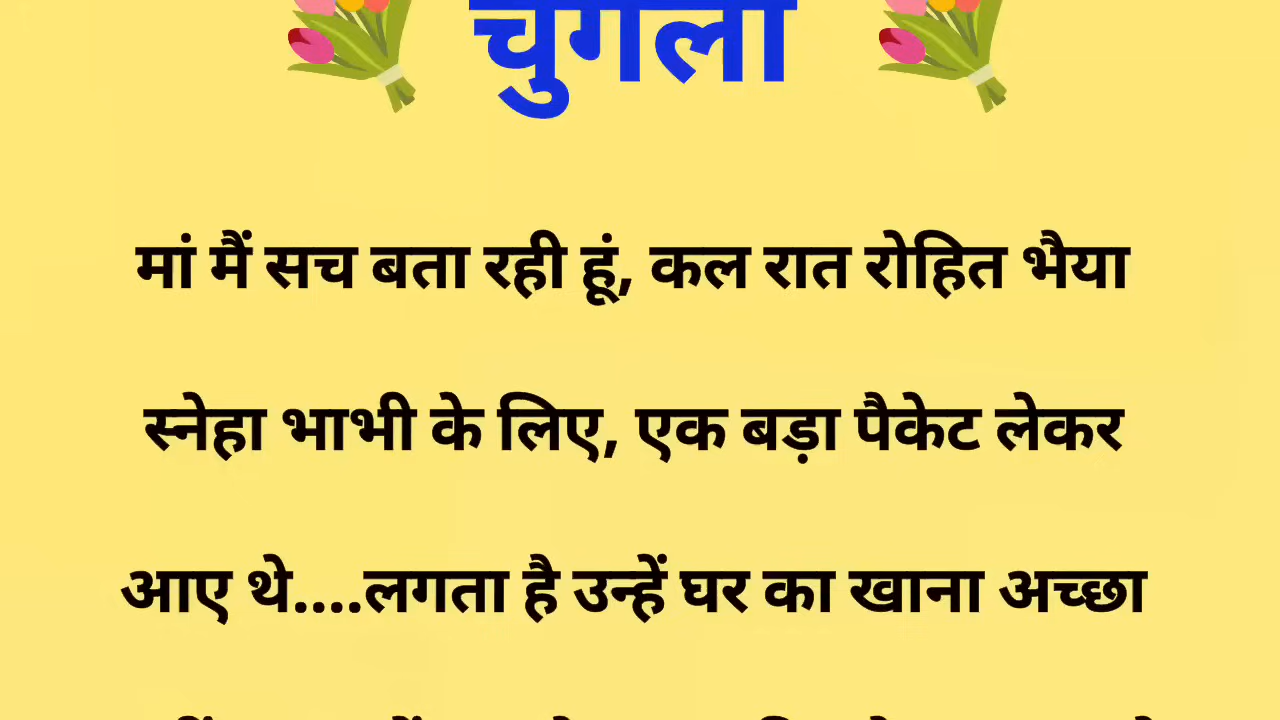 चुगली
मां मैं सच बता रही हूं, कल रात रोहित भैया
स्नेहा भाभी के लिए, एक बड़ा पैकेट लेकर
आए थे....लगता है उन्हें घर का खाना अच्छा